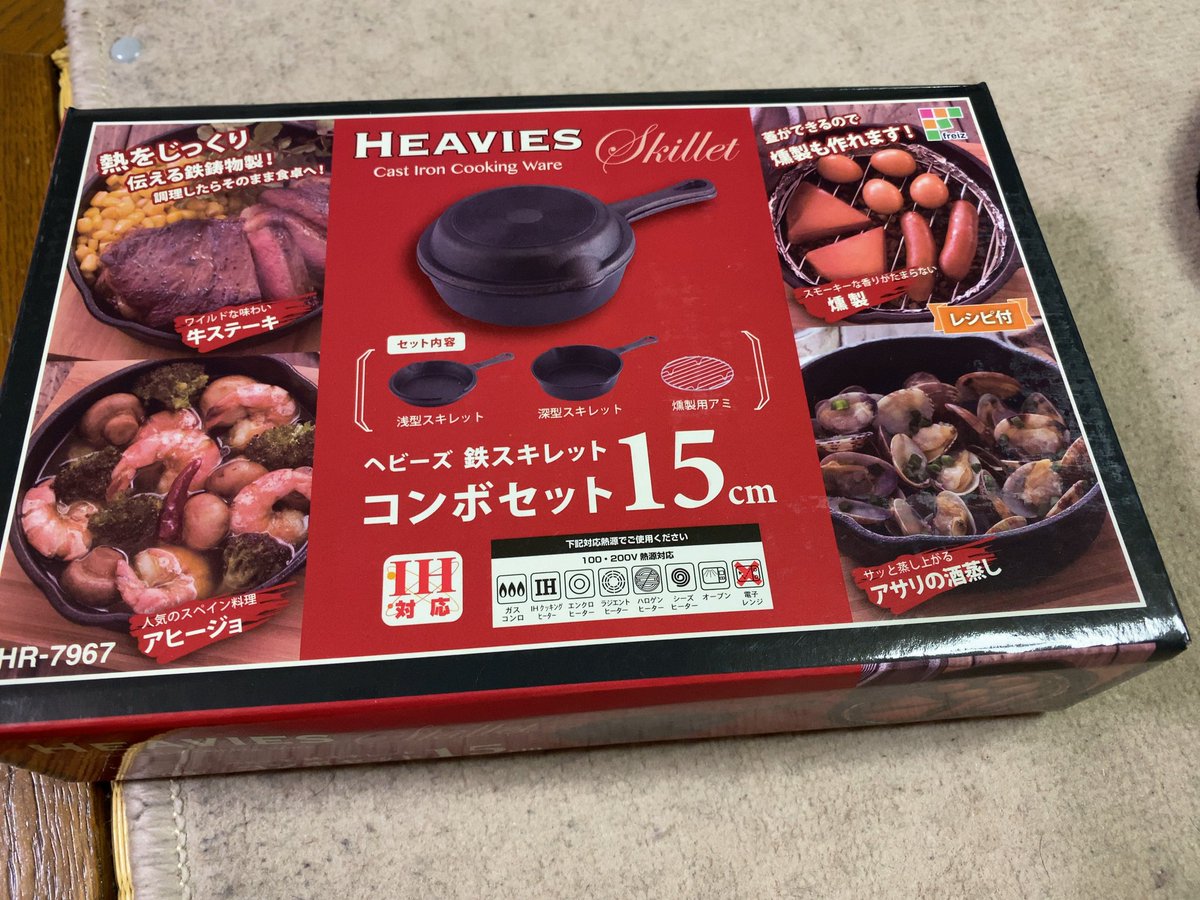 熱をじっくり
伝える鉄鋳物製!
調理したらそのまま食卓へ!
HEAVIES Skillet
Cast Iron Cooking Ware
蓋ができるので
燻製も作れます!
freiz
ワイルドな味わい
牛ステーキ
スモーキーな香りがたまらない
燻製
レシピ付
セット内容
浅型スキレット
深型スキレット
燻製用アミ
ヘビーズ 鉄スキレット
コンボセット15cm
人気のスペイン料理
アヒージョ
サッと蒸し上がる
アサリの酒蒸し
IH
対応
下記対応熱源でご使用ください
100・200V 熱源対応
IH
ガス
コンロ
IHクッキング
ヒーター
エンクロ
ヒーター
ラジエント
ヒーター
ハロゲン
ヒーター
シーズ
ヒーター
オーブン
電子
レンジ
HR-7967
HEAVIES Skillet
15